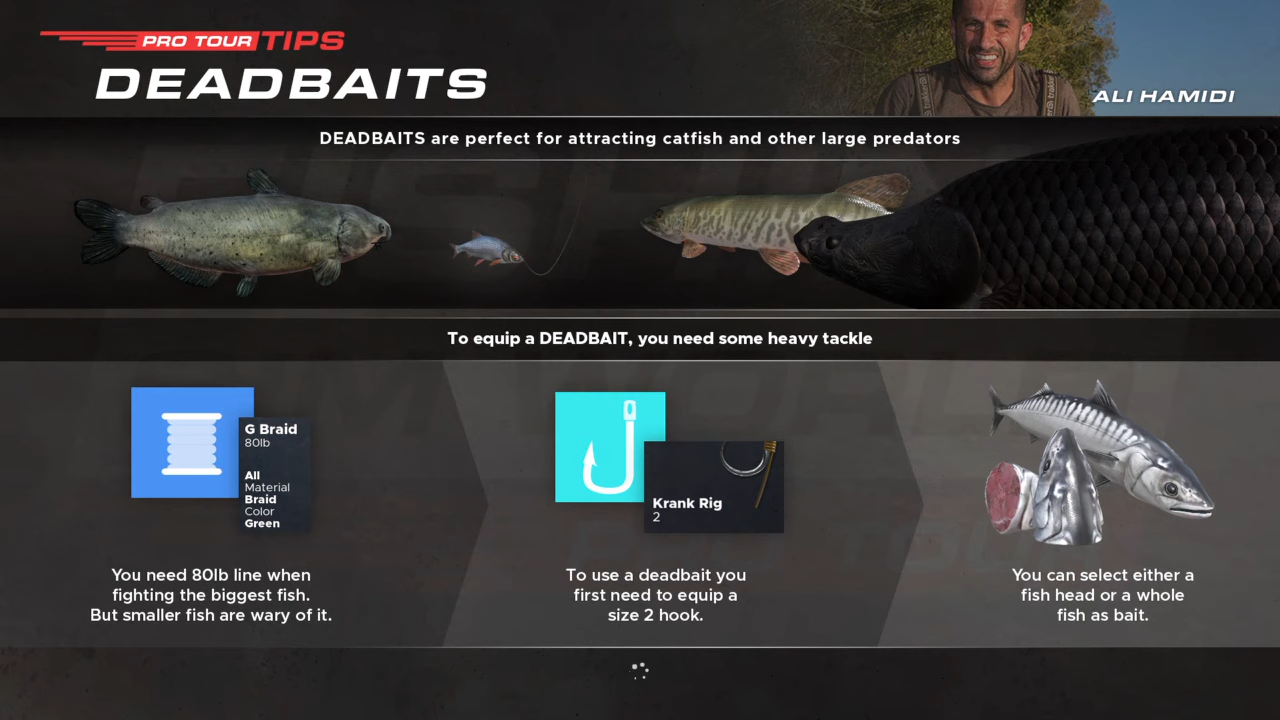 PRO TOUR TIPS
DEADBAITS
ALI HAMIDI
DEADBAITS are perfect for attracting catfish and other large predators
To equip a DEADBAIT, you need some heavy tackle
G Braid
80lb
All
Material
Braid
Color
Green
Krank Rig
2
You need 80lb line when
fighting the biggest fish.
But smaller fish are wary of it.
To use a deadbait you
first need to equip a
size 2 hook.
You can select either a
fish head or a whole
fish as bait.